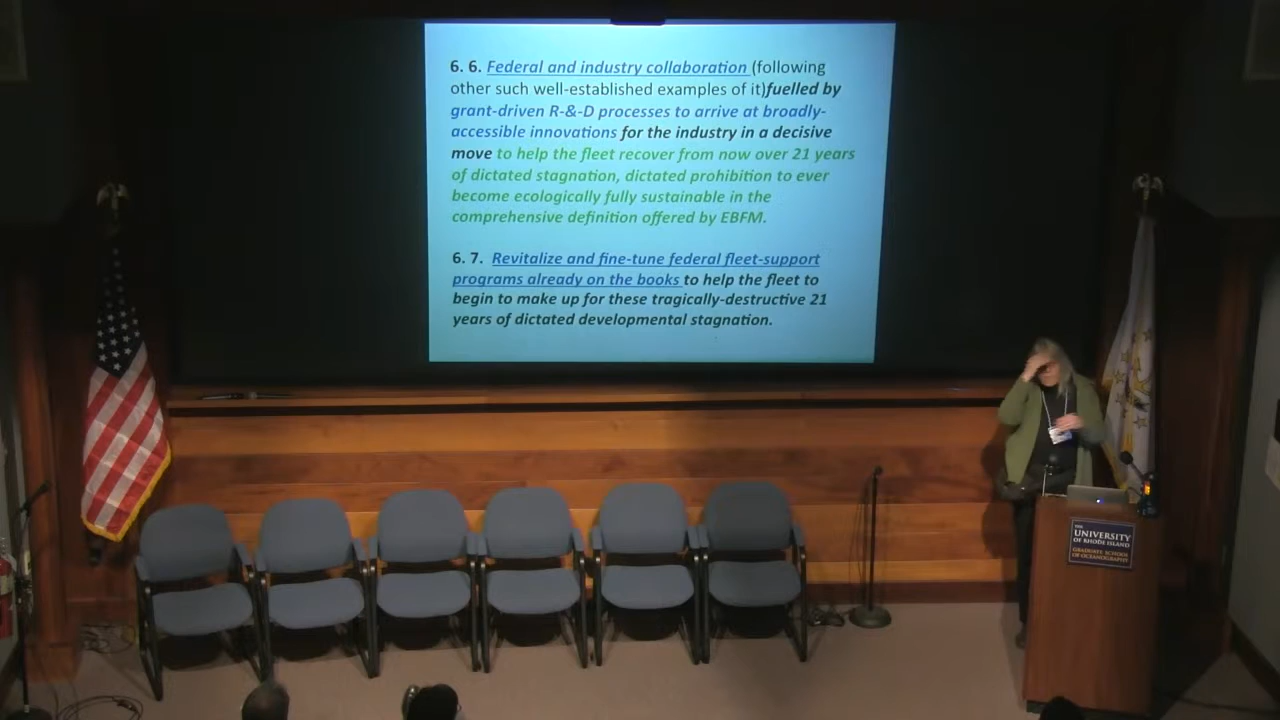 6. 6. Federal and industry collaboration (following
other such well-established examples of it)fuelled by
grant-driven R-&-D processes to arrive at broadly-
accessible innovations for the industry in a decisive
move to help the fleet recover from now over 21 years
of dictated stagnation, dictated prohibition to ever
become ecologically fully sustainable in the
comprehensive definition offered by EBFM.
6. 7. Revitalize and fine-tune federal fleet-support
programs already on the books to help the fleet to
begin to make up for these tragically-destructive 21
years of dictated developmental stagnation.
THE
UNIVERSITY
OF RHODE ISLAND
GRADUATE SCHOOL
OF OCEANOGRAPHY